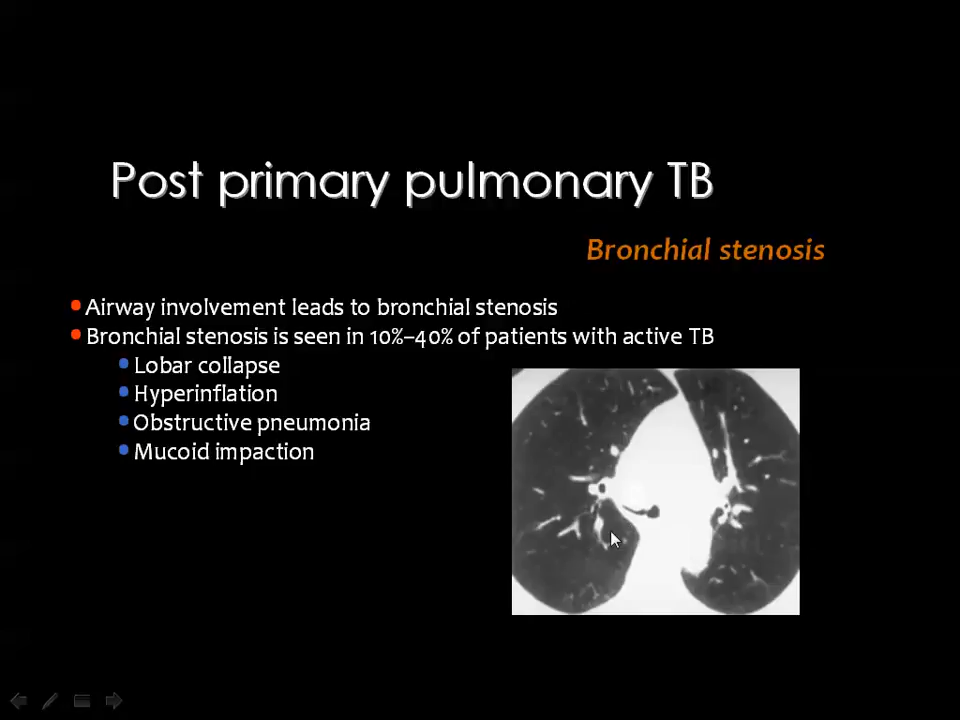 Post primary pulmonary TB
Bronchial stenosis
Airway involvement leads to bronchial stenosis
Bronchial stenosis is seen in 10%–40% of patients with active TB
Lobar collapse
Hyperinflation
Obstructive pneumonia
Mucoid impaction